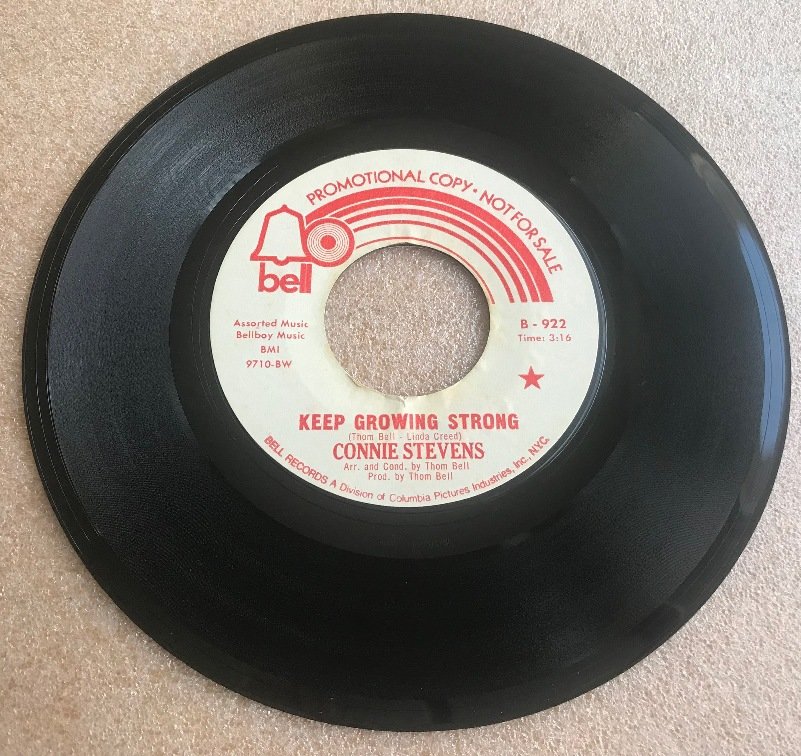 PROMOTIONAL COPY · NOT FOR SALE
bell
Assorted Music
Bellboy Music
BMI
9710-BW
B - 922
Time: 3:16
KEEP GROWING STRONG
(Thom Bell - Linda Creed)
CONNIE STEVENS
Arr. and Cond. by Thom Bell
Prod. by Thom Bell
BELL RECORDS A Division of Columbia Pictures Industries, Inc., N.Y.C.